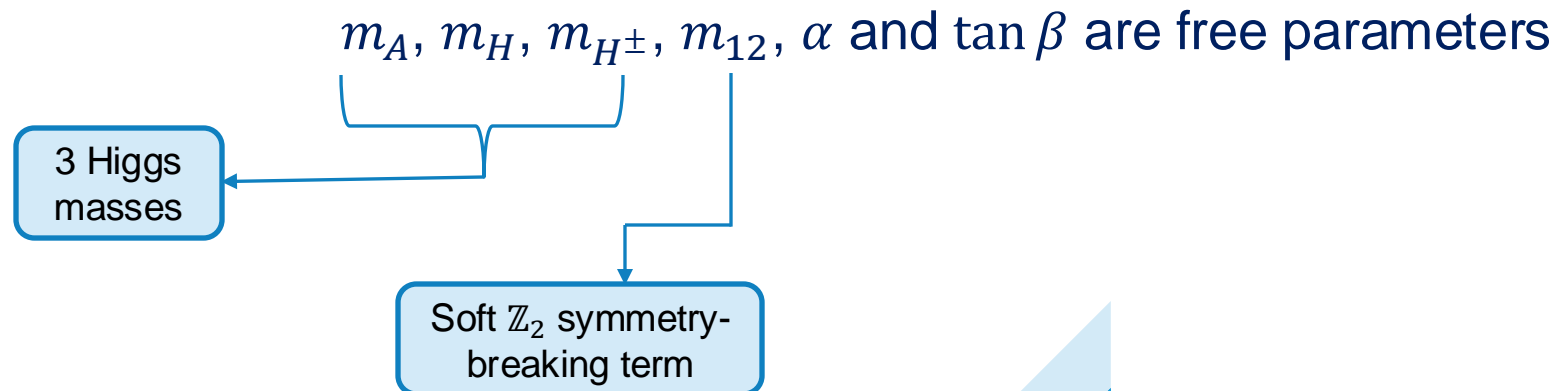 m_A, m_H, m_{H^±}, m_{12}, α and tan β are free parameters
3 Higgs
masses
Soft ℤ₂ symmetry-
breaking term